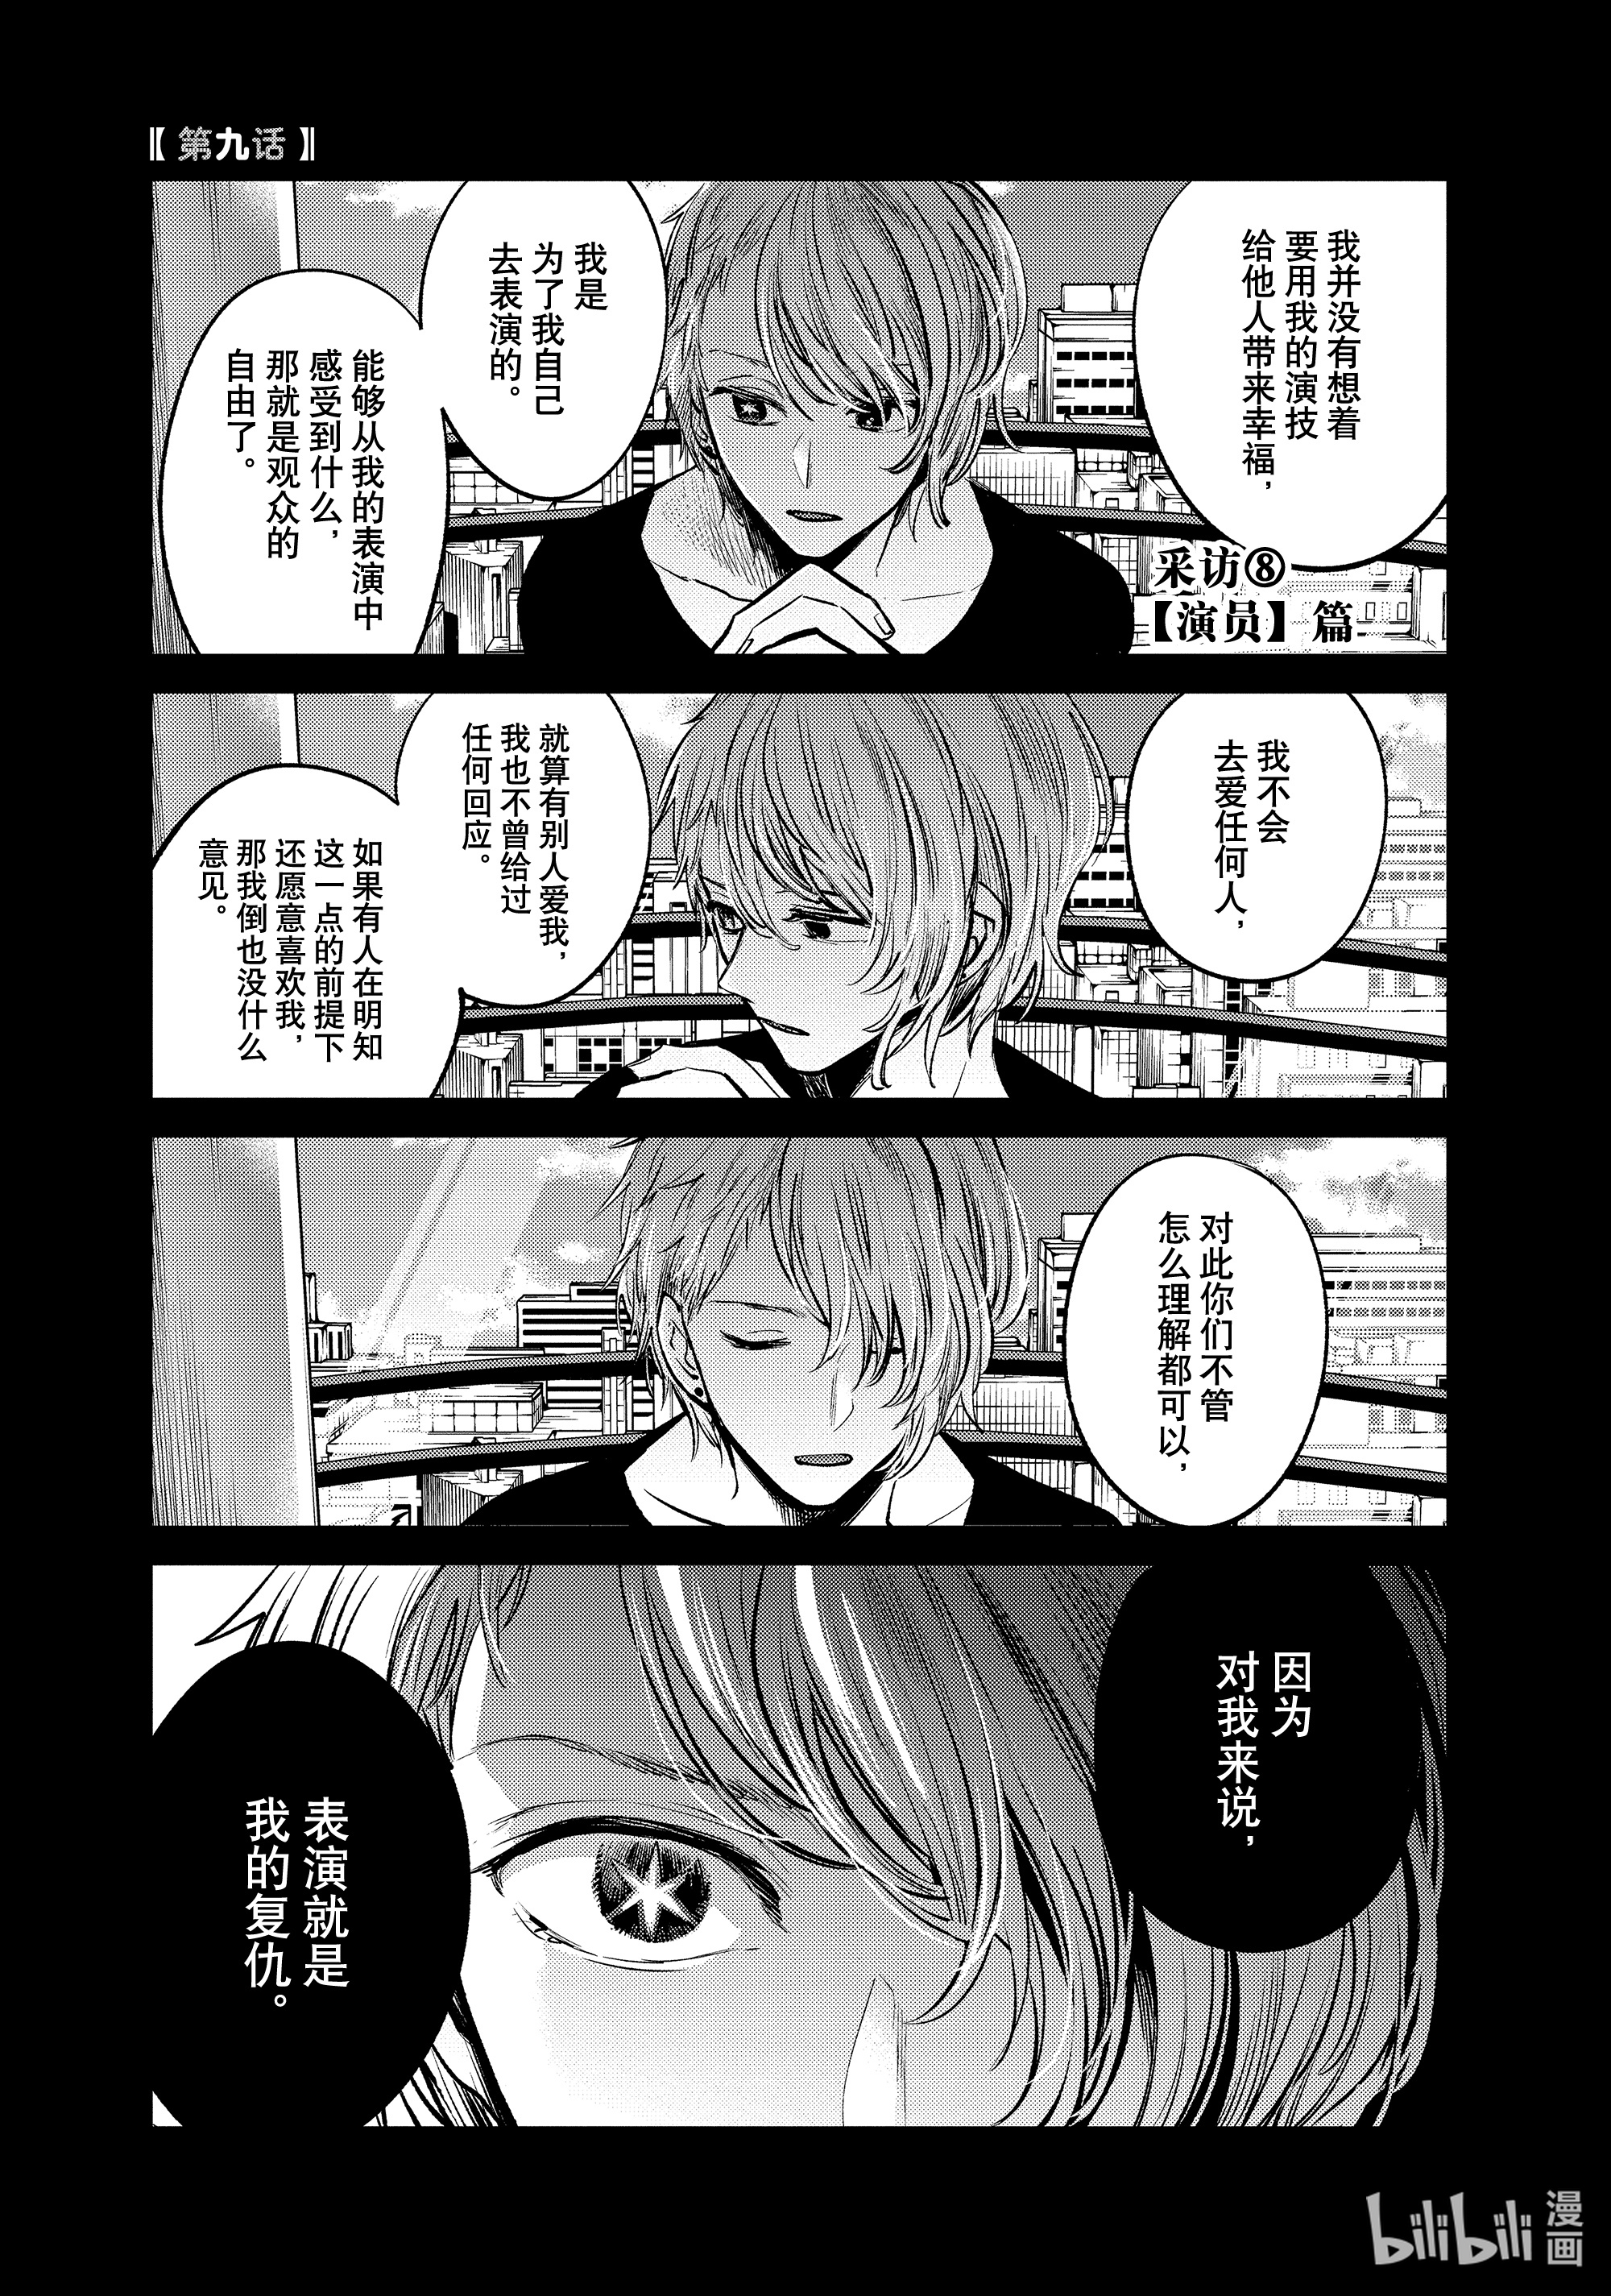 【第九话】
我并没有想着
要用我的演技
给他人带来幸福，
采访⑧
【演员】篇
我是
为了我自己
去表演的。
能够从我的表演中
感受到什么，
那就是观众的
自由了。
我不会
去爱任何人，
就算有别人爱我，
我也不曾给过
任何回应。
如果有人在明知
这一点的前提下
还愿意喜欢我，
那我倒也没什么
意见。
对此你们不管
怎么理解都可以，
因为
对我来说，
表演就是
我的复仇。
bilibili漫画